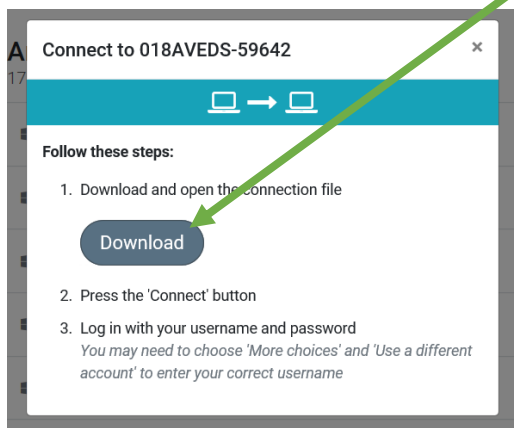 A
17
Connect to 018AVEDS-59642
×
Follow these steps:
1. Download and open the connection file
Download
2. Press the 'Connect' button
3. Log in with your username and password
You may need to choose 'More choices' and 'Use a different
account' to enter your correct username